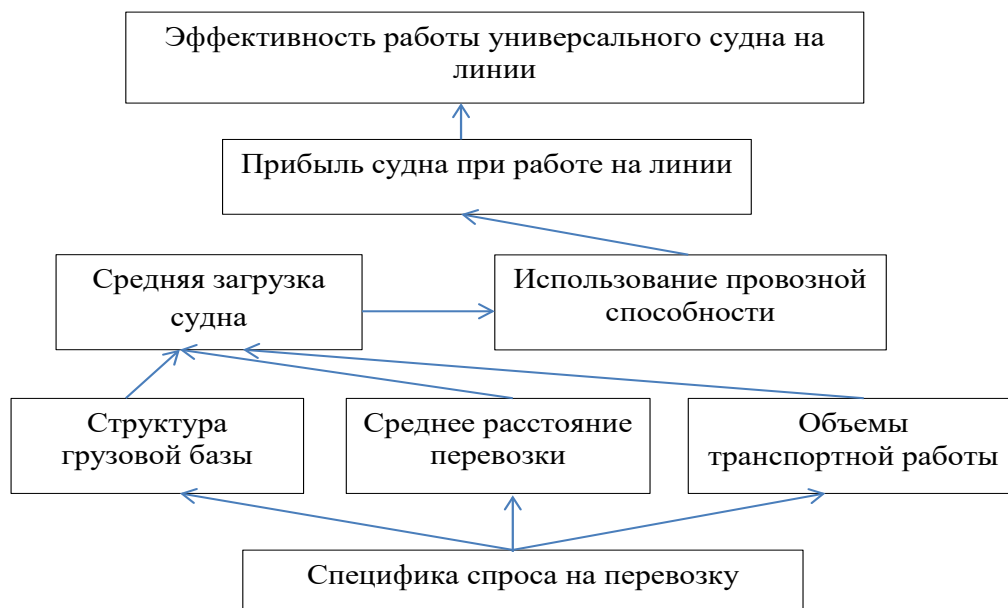 Эффективность работы универсального судна на
линии
Прибыль судна при работе на линии
Средняя загрузка
судна
Использование провозной
способности
Структура
грузовой базы
Среднее расстояние
перевозки
Объемы
транспортной работы
Специфика спроса на перевозку